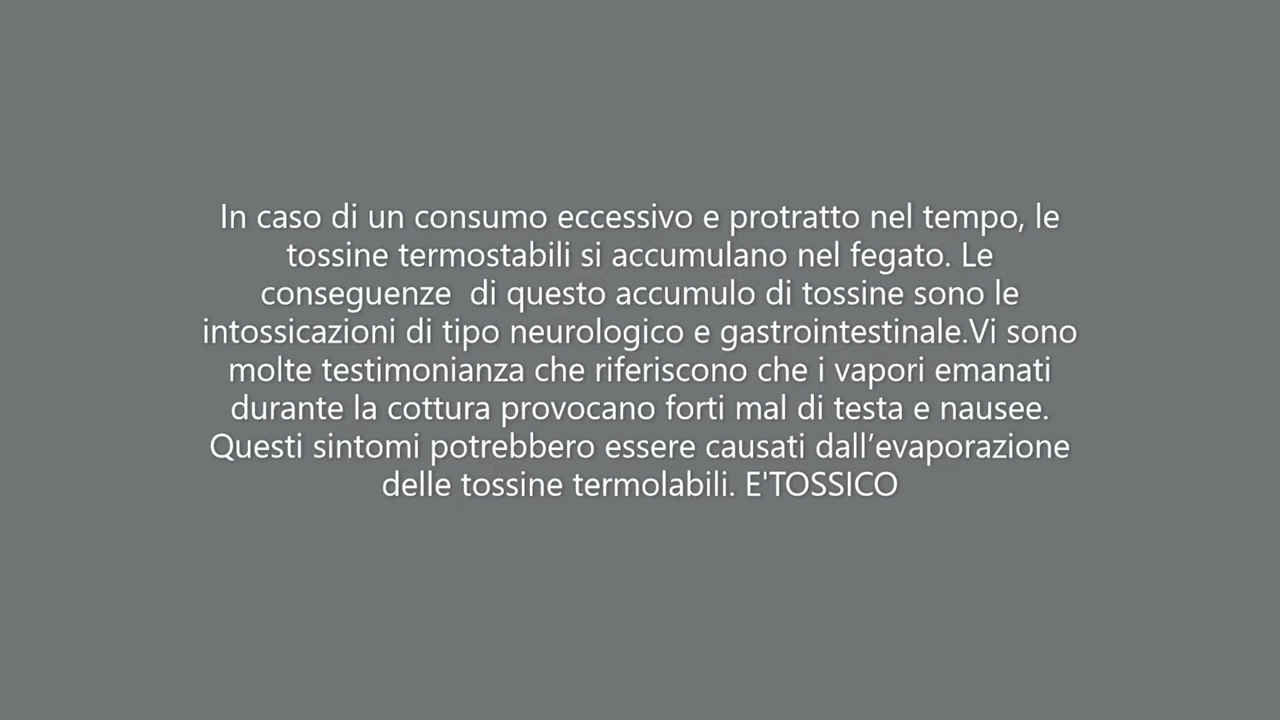 In caso di un consumo eccessivo e protratto nel tempo, le
tossine termostabili si accumulano nel fegato. Le
conseguenze  di questo accumulo di tossine sono le
intossicazioni di tipo neurologico e gastrointestinale.Vi sono
molte testimonianza che riferiscono che i vapori emanati
durante la cottura provocano forti mal di testa e nausee.
Questi sintomi potrebbero essere causati dall’evaporazione
delle tossine termolabili. E'TOSSICO